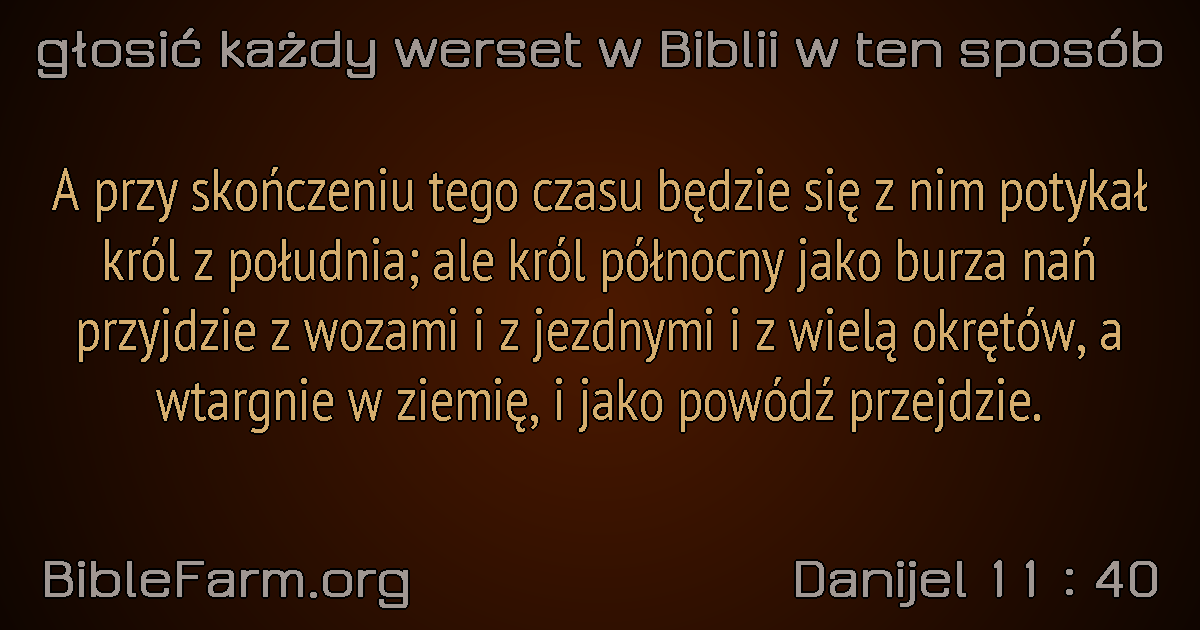 głosić każdy werset w Biblii w ten sposób
A przy skończeniu tego czasu będzie się z nim potykał
król z południa; ale król północny jako burza nań
przyjdzie z wozami i z jezdnymi i z wielą okrętów, a
wtargnie w ziemię, i jako powódź przejdzie.
BibleFarm.org
Danijel 11 : 40